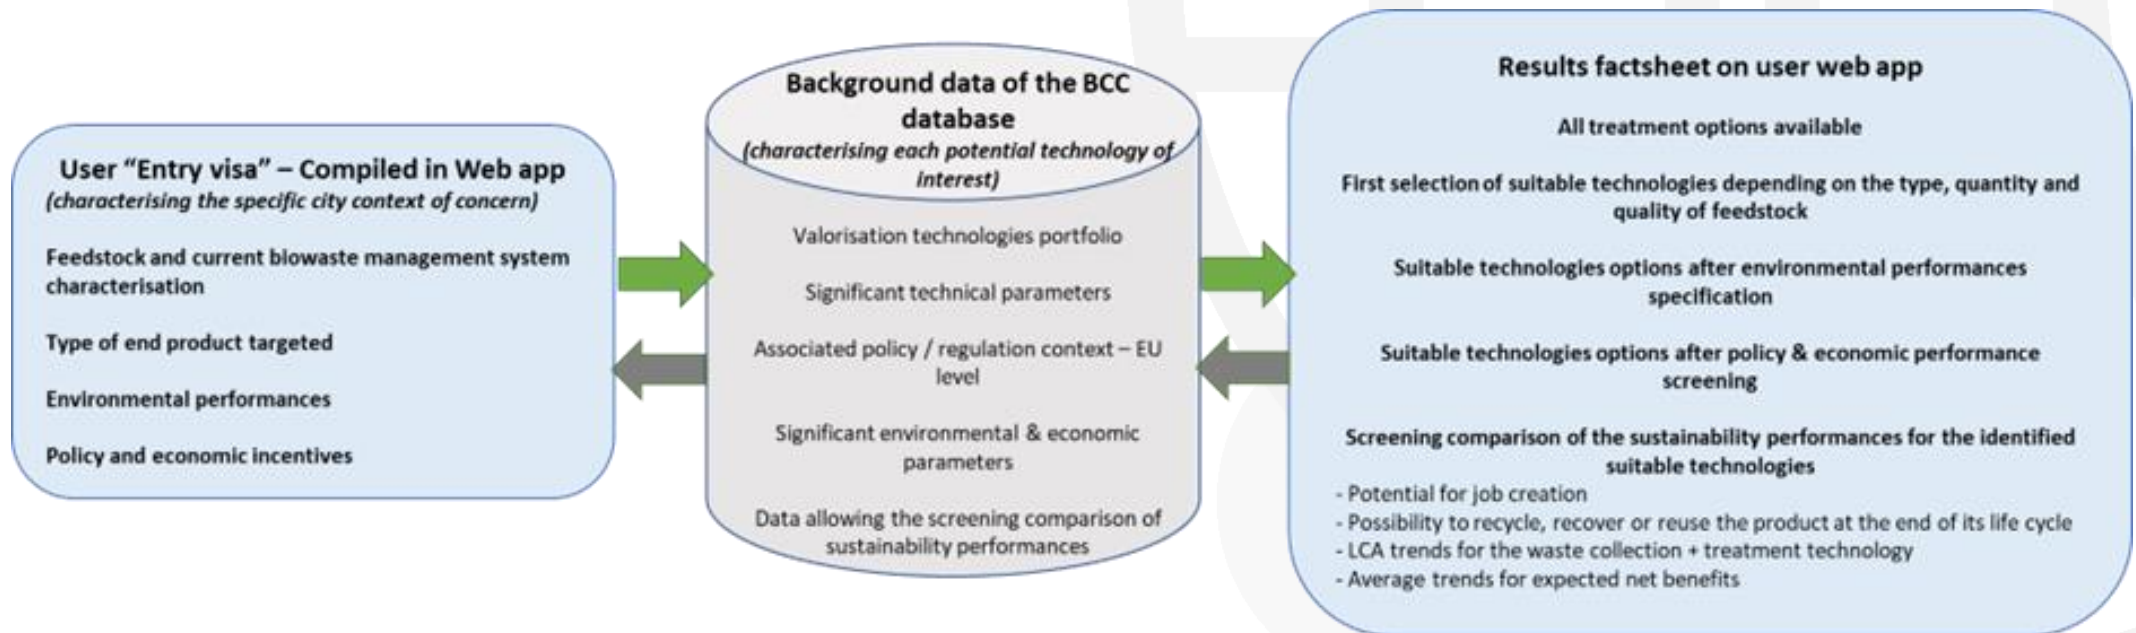 User “Entry visa” – Compiled in Web app
(characterising the specific city context of concern)
Feedstock and current biowaste management system
characterisation
Type of end product targeted
Environmental performances
Policy and economic incentives
Background data of the BCC
database
(characterising each potential technology of
interest)
Valorisation technologies portfolio
Significant technical parameters
Associated policy / regulation context – EU
level
Significant environmental & economic
parameters
Data allowing the screening comparison of
sustainability performances
Results factsheet on user web app
All treatment options available
First selection of suitable technologies depending on the type, quantity and
quality of feedstock
Suitable technologies options after environmental performances
specification
Suitable technologies options after policy & economic performance
screening
Screening comparison of the sustainability performances for the identified
suitable technologies
- Potential for job creation
- Possibility to recycle, recover or reuse the product at the end of its life cycle
- LCA trends for the waste collection + treatment technology
- Average trends for expected net benefits